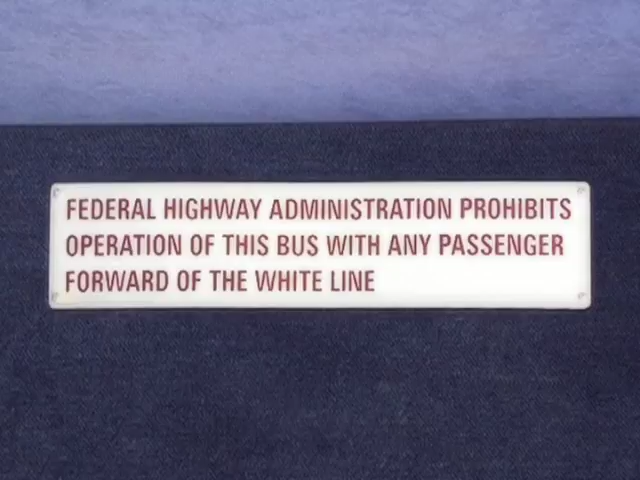 FEDERAL HIGHWAY ADMINISTRATION PROHIBITS
OPERATION OF THIS BUS WITH ANY PASSENGER
FORWARD OF THE WHITE LINE